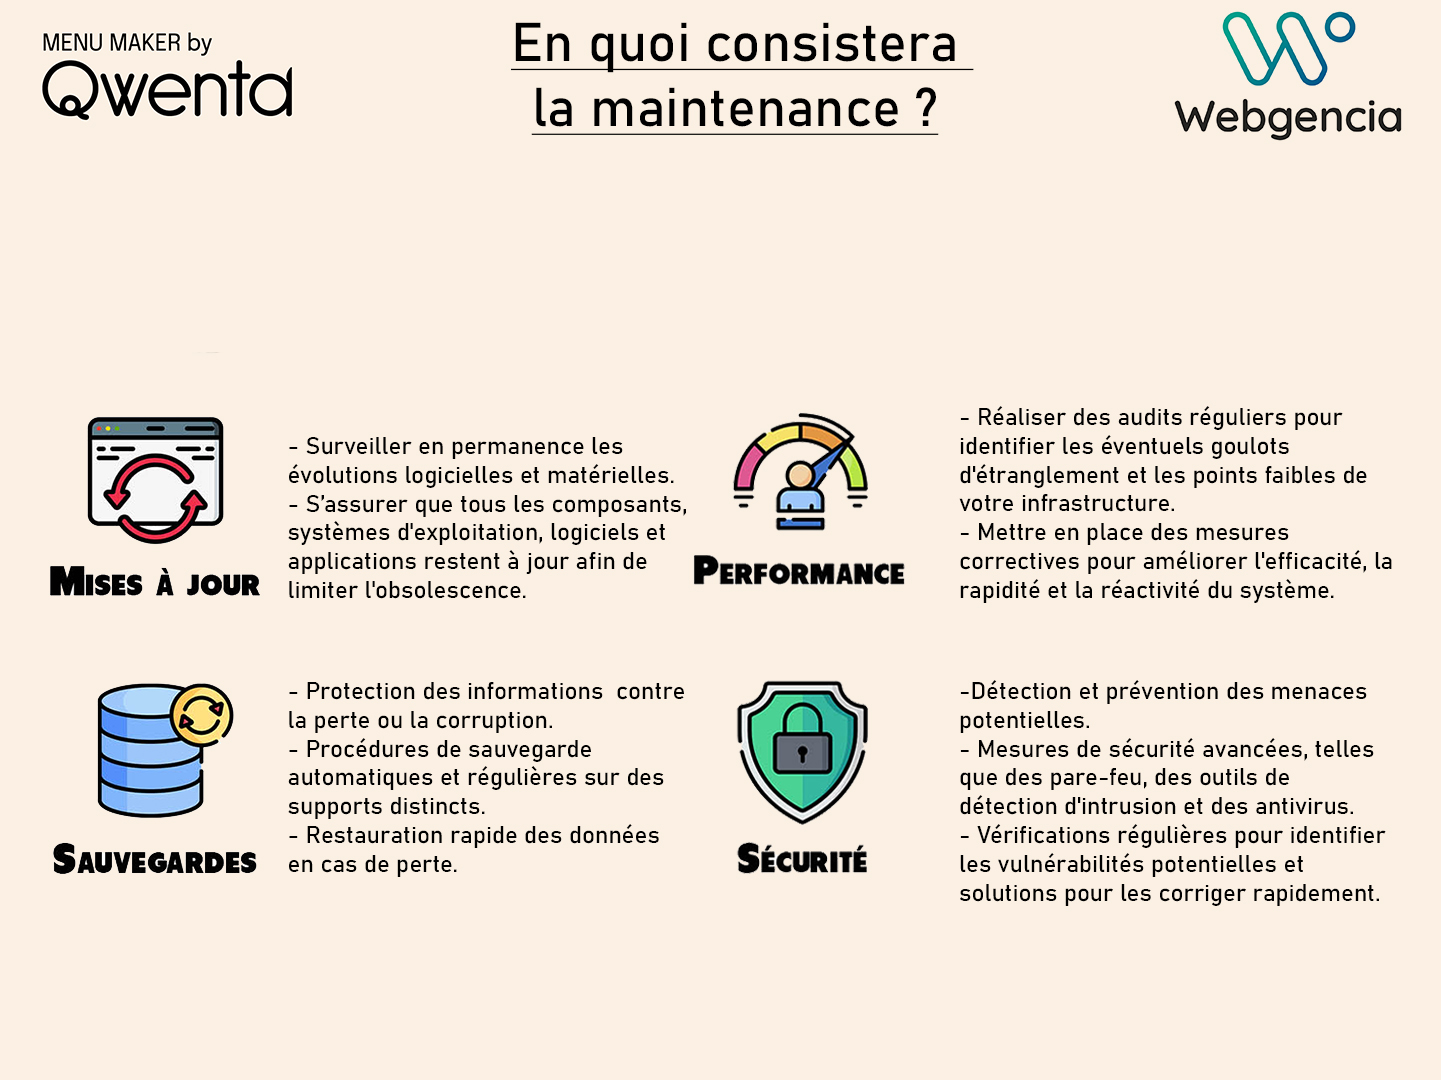 MENU MAKER by
Qwenta
En quoi consistera
la maintenance ?
Webgencia
- Surveiller en permanence les
évolutions logicielles et matérielles.
- S'assurer que tous les composants,
systèmes d'exploitation, logiciels et
applications restent à jour afin de
limiter l'obsolescence.
MISES À JOUR
- Réaliser des audits réguliers pour
identifier les éventuels goulots
d'étranglement et les points faibles de
votre infrastructure.
- Mettre en place des mesures
correctives pour améliorer l'efficacité, la
rapidité et la réactivité du système.
PERFORMANCE
- Protection des informations  contre
la perte ou la corruption.
- Procédures de sauvegarde
automatiques et régulières sur des
supports distincts.
- Restauration rapide des données
en cas de perte.
SAUVEGARDES
-Détection et prévention des menaces
potentielles.
- Mesures de sécurité avancées, telles
que des pare-feu, des outils de
détection d'intrusion et des antivirus.
- Vérifications régulières pour identifier
les vulnérabilités potentielles et
solutions pour les corriger rapidement.
SÉCURITÉ